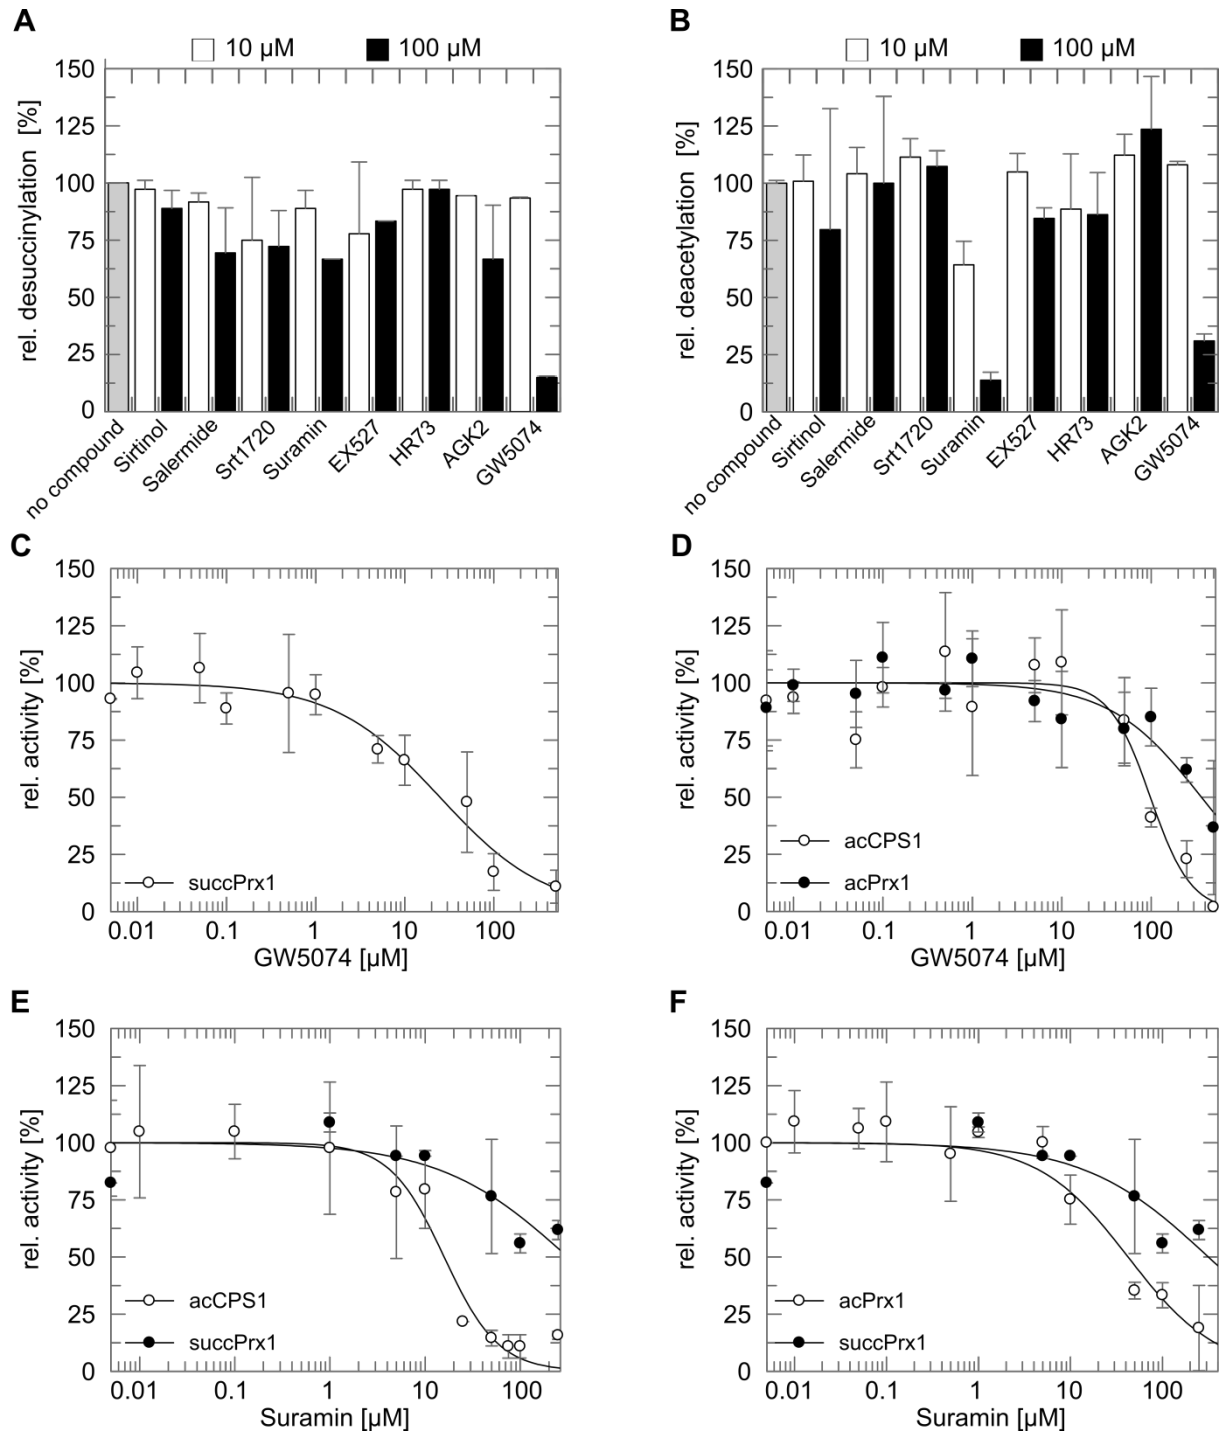 A
10 µM
100 µM
rel. desuccinylation [%]
150
125
100
75
50
25
0
no compound
Sirtinol
Salermide
Srt1720
Suramin
EX527
HR73
AGK2
GW5074
B
10 µM
100 µM
rel. deacetylation [%]
150
125
100
75
50
25
0
no compound
Sirtinol
Salermide
Srt1720
Suramin
EX527
HR73
AGK2
GW5074
C
rel. activity [%]
150
125
100
75
50
25
0
succPrx1
0.01 0.1 1 10 100
GW5074 [µM]
D
rel. activity [%]
150
125
100
75
50
25
0
acCPS1
acPrx1
0.01 0.1 1 10 100
GW5074 [µM]
E
rel. activity [%]
150
125
100
75
50
25
0
acCPS1
succPrx1
0.01 0.1 1 10 100
Suramin [µM]
F
rel. activity [%]
150
125
100
75
50
25
0
acPrx1
succPrx1
0.01 0.1 1 10 100
Suramin [µM]